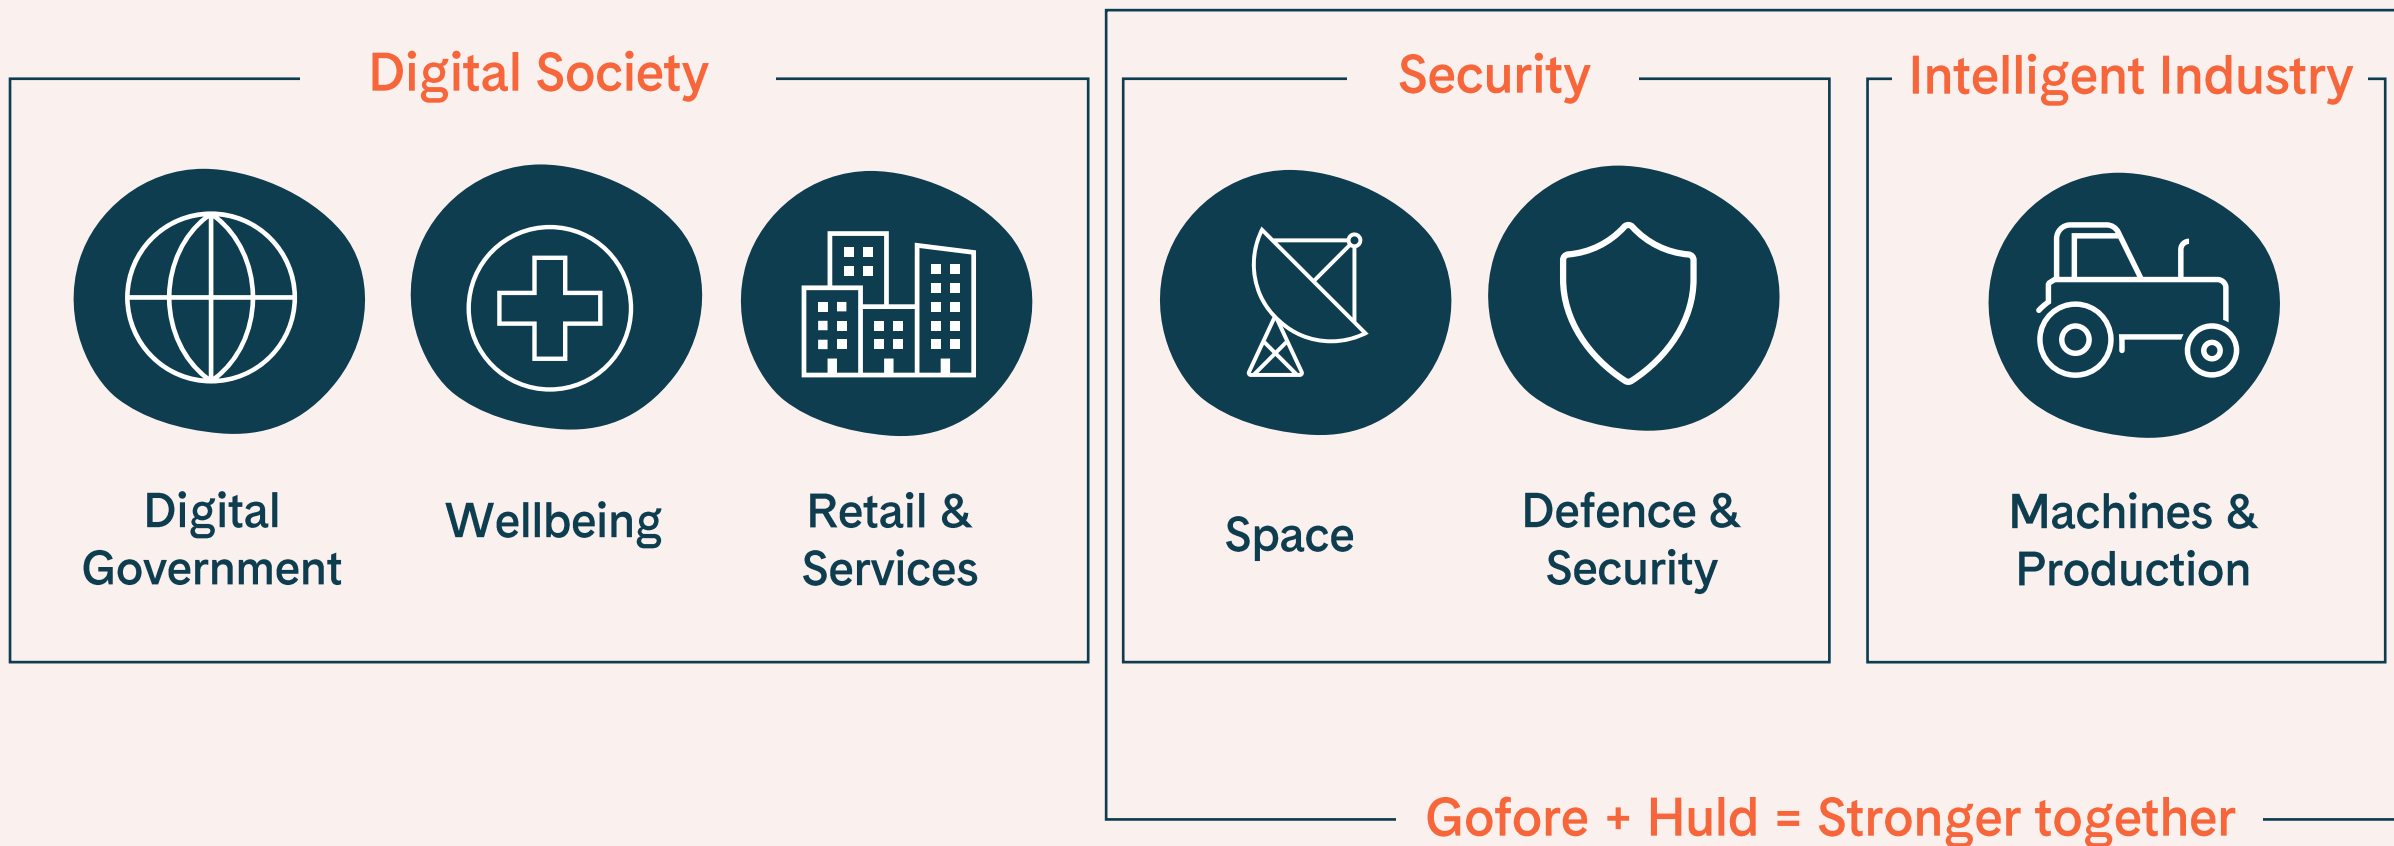 Digital Society
Digital
Government
Wellbeing
Retail &
Services
Security
Space
Defence &
Security
Intelligent Industry
Machines &
Production
Gofore + Huld = Stronger together